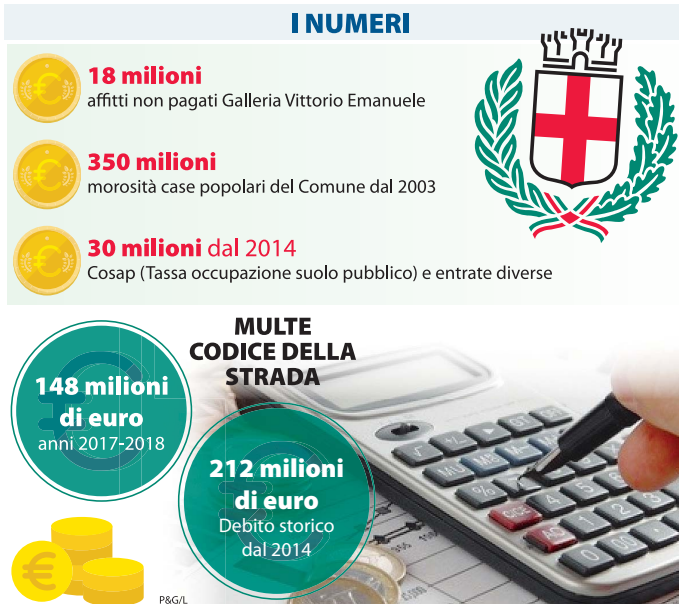 I NUMERI
18 milioni
affitti non pagati Galleria Vittorio Emanuele
350 milioni
morosità case popolari del Comune dal 2003
30 milioni dal 2014
Cosap (Tassa occupazione suolo pubblico) e entrate diverse
MULTE
CODICE DELLA
STRADA
148 milioni
di euro
anni 2017-2018
212 milioni
di euro
Debito storico
dal 2014
P&G/L